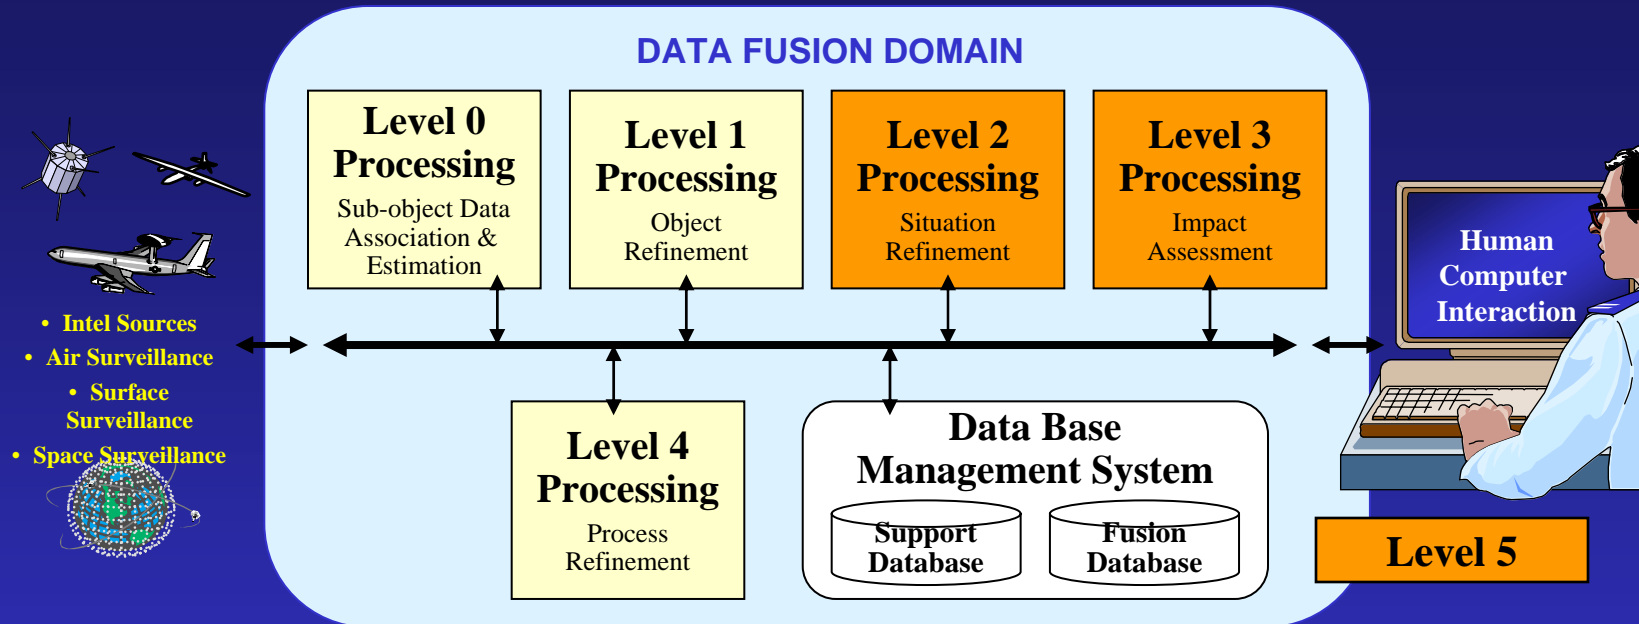 DATA FUSION DOMAIN
Level 0
Processing
Sub-object Data
Association &
Estimation
Level 1
Processing
Object
Refinement
Level 2
Processing
Situation
Refinement
Level 3
Processing
Impact
Assessment
• Intel Sources
• Air Surveillance
• Surface
Surveillance
• Space Surveillance
Human
Computer
Interaction
Level 4
Processing
Process
Refinement
Data Base
Management System
Support
Database
Fusion
Database
Level 5